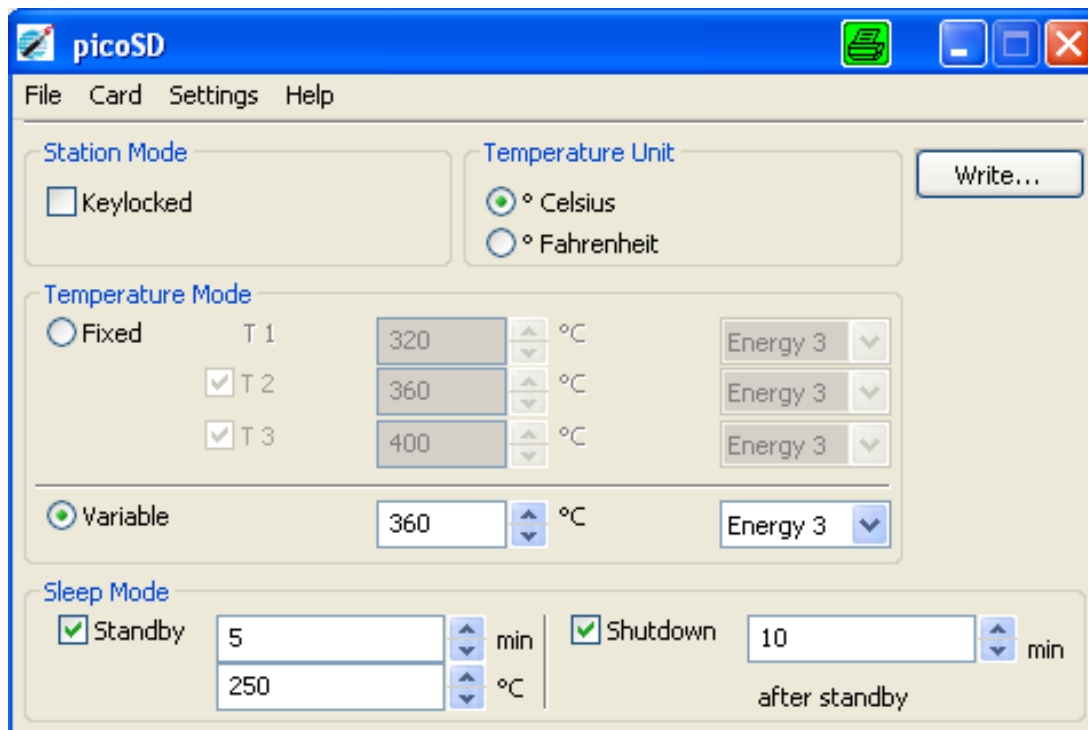 picoSD
File Card Settings Help
Station Mode
Keylocked
Temperature Unit
° Celsius
° Fahrenheit
Write...
Temperature Mode
Fixed T 1 320 °C Energy 3
T 2 360 °C Energy 3
T 3 400 °C Energy 3
Variable 360 °C Energy 3
Sleep Mode
Standby 5 min
250 °C
Shutdown 10 min
after standby